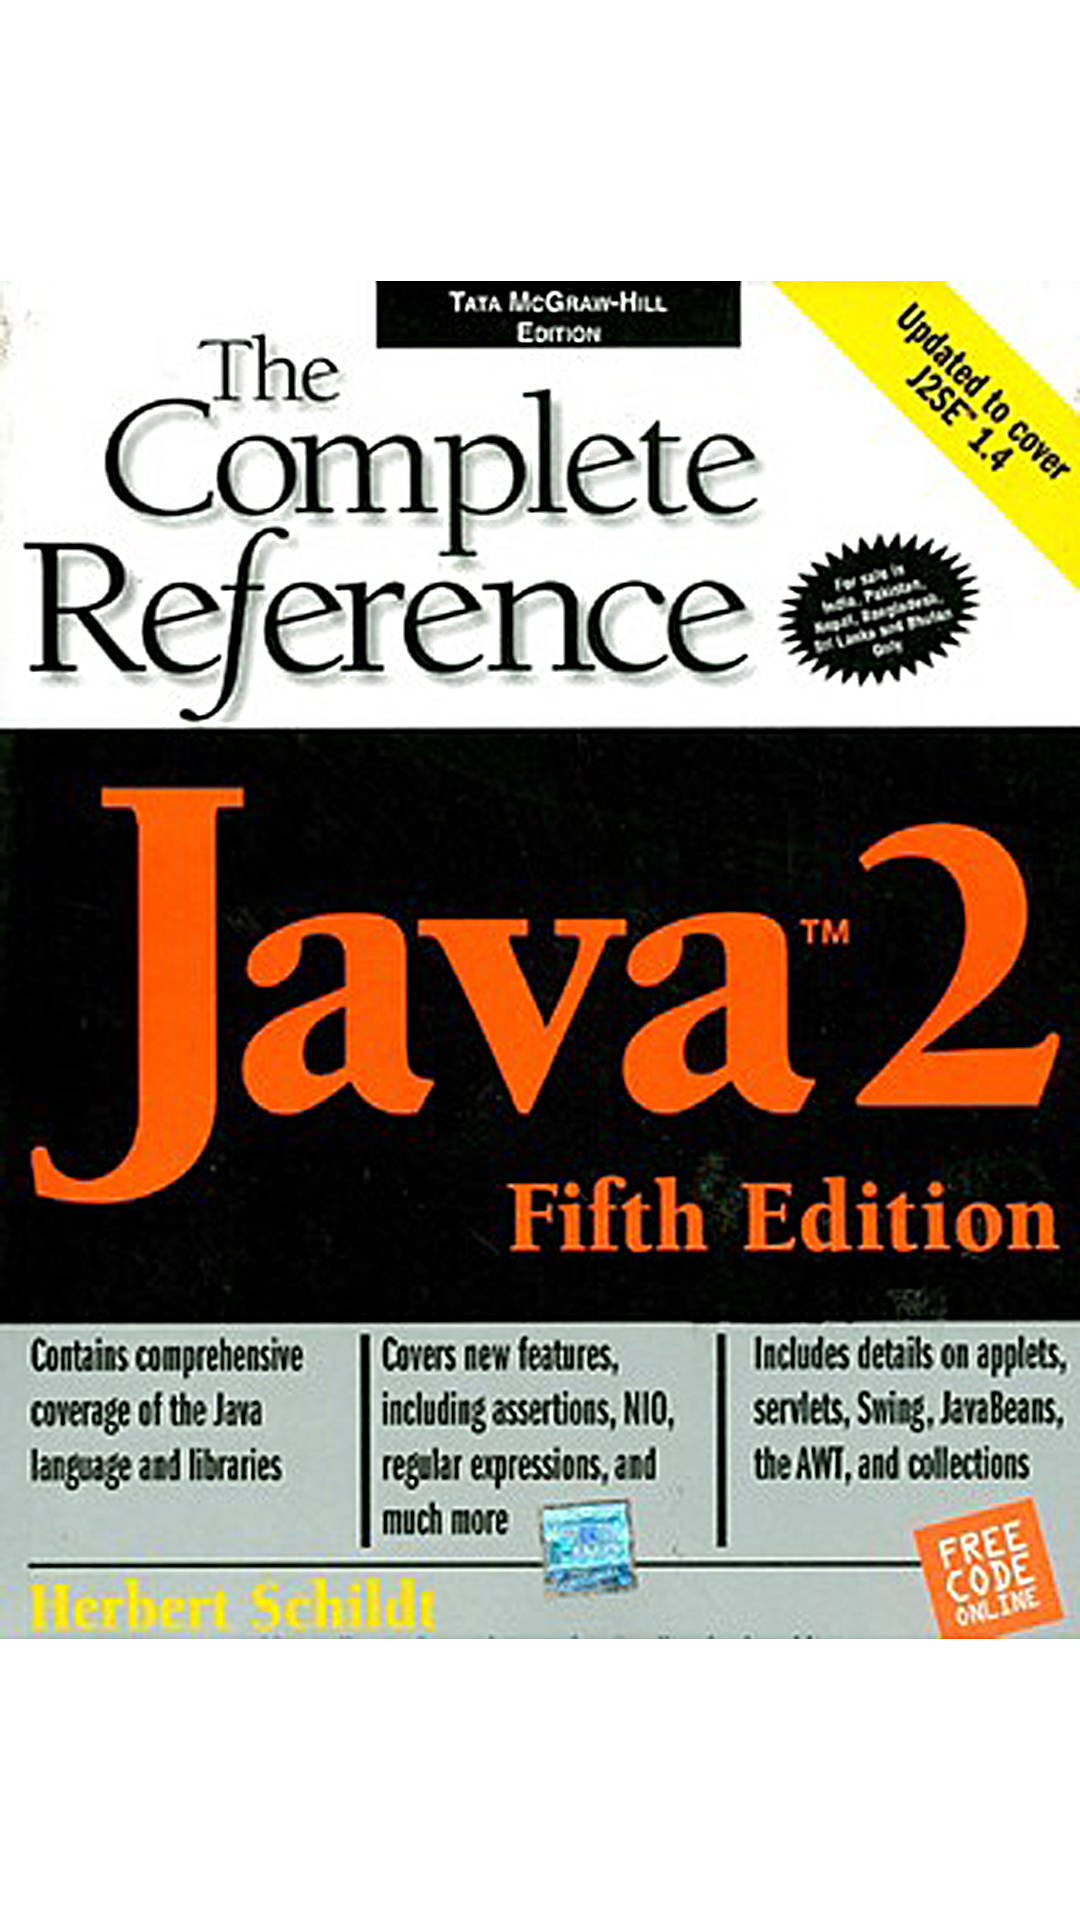 TATA MCGRAW-HILL
EDITION
Updated to cover
J2SE™ 1.4
The
Complete
Reference
For sale in
India, Pakistan,
Nepal, Bangladesh,
Sri Lanka and Bhutan
Only
Java™ 2
Fifth Edition
Contains comprehensive
coverage of the Java
language and libraries
Covers new features,
including assertions, NIO,
regular expressions, and
much more
Includes details on applets,
servlets, Swing, JavaBeans,
the AWT, and collections
FREE
CODE
ONLINE
Herbert Schildt